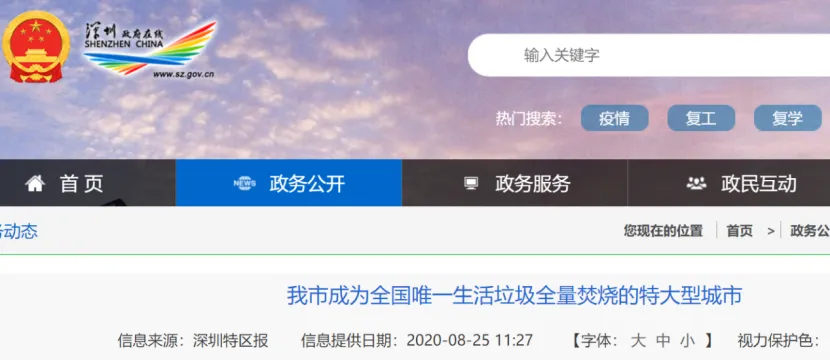 深圳 政府在线
SHENZHEN CHINA
www.sz.gov.cn
输入关键字
热门搜索： 疫情 复工 复学
首页 NEWS 政务公开 政务服务 政民互动
务动态 您现在的位置 首页 > 政务公
我市成为全国唯一生活垃圾全量焚烧的特大型城市
信息来源：深圳特区报 信息提供日期：2020-08-25 11:27 【字体： 大 中 小 】 视力保护色：